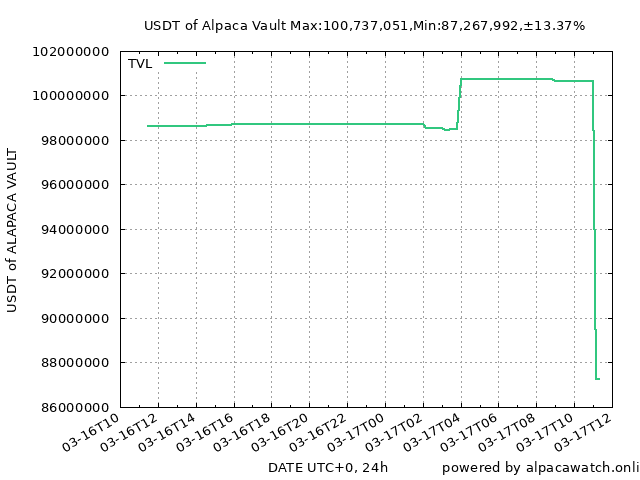 USDT of Alpaca Vault Max:100,737,051,Min:87,267,992,±13.37%
TVL
102000000
100000000
98000000
96000000
94000000
92000000
90000000
88000000
86000000
USDT of ALAPACA VAULT
03-16T10
03-16T12
03-16T14
03-16T16
03-16T18
03-16T20
03-16T22
03-17T00
03-17T02
03-17T04
03-17T06
03-17T08
03-17T10
03-17T12
DATE UTC+0, 24h
powered by alpacawatch.onli